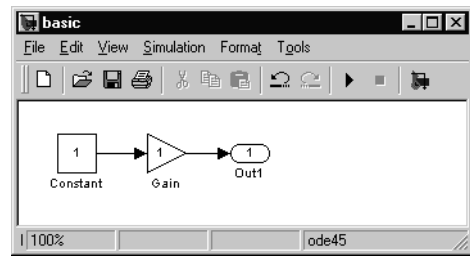 basic
File Edit View Simulation Format Tools
1 1 1
Constant Gain Out1
100% ode45